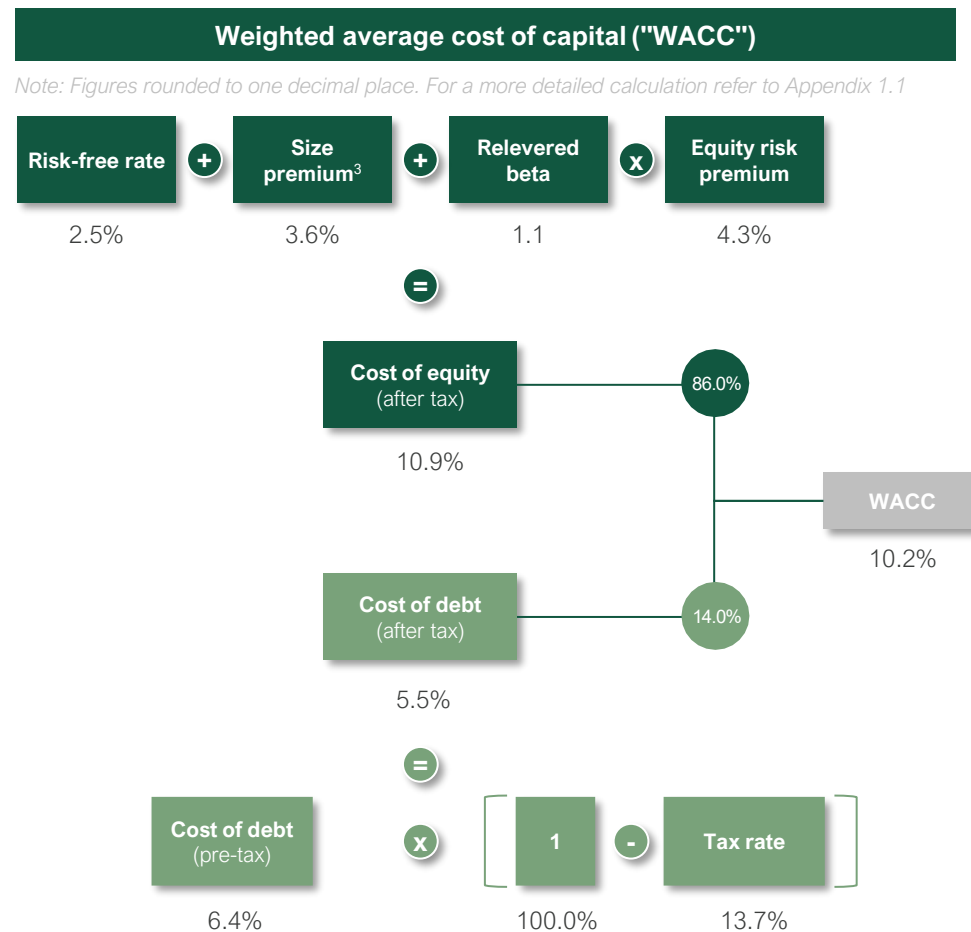 Weighted average cost of capital ("WACC")
Note: Figures rounded to one decimal place. For a more detailed calculation refer to Appendix 1.1
Risk-free rate
+
Size
premium³
+
Relevered
beta
x
Equity risk
premium
2.5%
3.6%
1.1
4.3%
=
Cost of equity
(after tax)
86.0%
10.9%
WACC
10.2%
Cost of debt
(after tax)
14.0%
5.5%
=
Cost of debt
(pre-tax)
x
1
-
Tax rate
6.4%
100.0%
13.7%